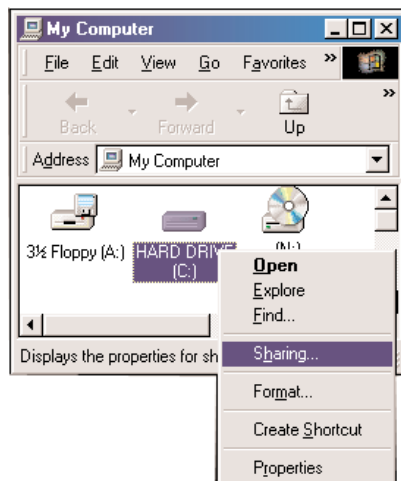 My Computer
File Edit View Go Favorites »
Back Forward Up »
Address My Computer
3½ Floppy (A:) HARD DRIVE (N:)
(C:)
Open
Explore
Find...
Displays the properties for sh
Sharing...
Format...
Create Shortcut
Properties